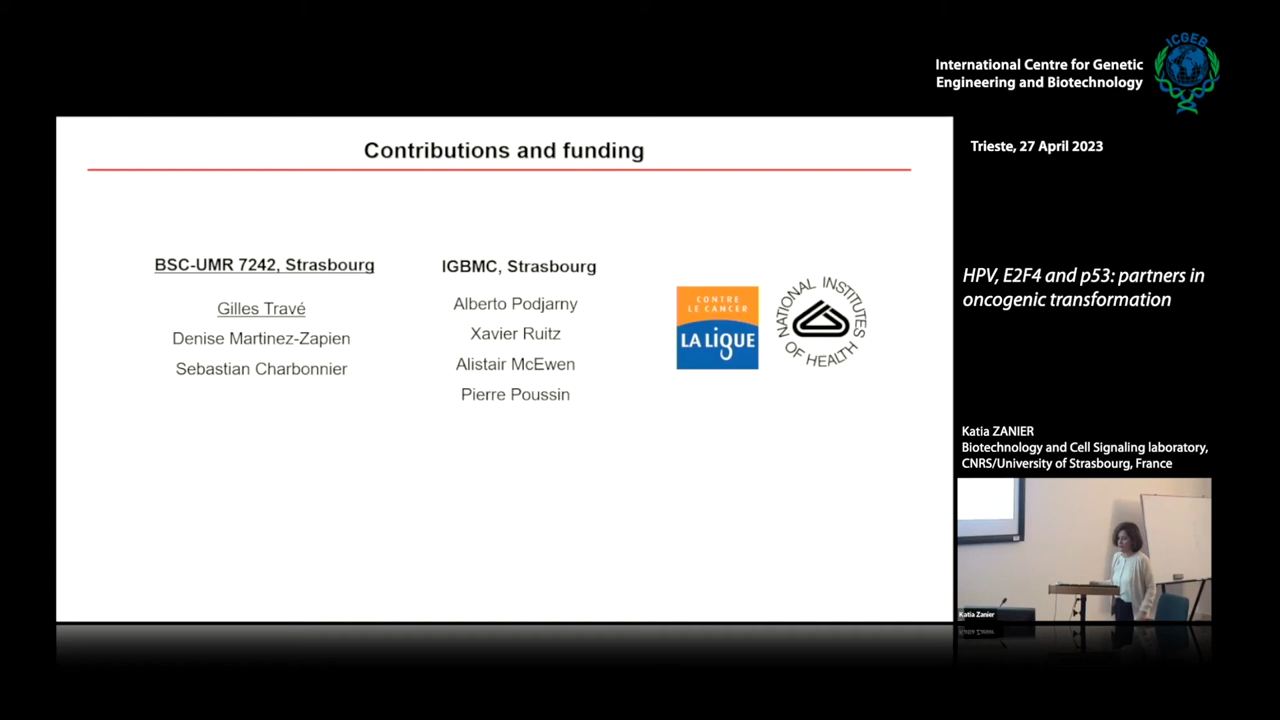 ICGEB
International Centre for Genetic
Engineering and Biotechnology
Trieste, 27 April 2023
Contributions and funding
BSC-UMR 7242, Strasbourg
Gilles Travé
Denise Martinez-Zapien
Sebastian Charbonnier
IGBMC, Strasbourg
Alberto Podjarny
Xavier Ruitz
Alistair McEwen
Pierre Poussin
CONTRE
LE CANCER
LA LIGUE
NATIONAL INSTITUTES
OF HEALTH
HPV, E2F4 and p53: partners in
oncogenic transformation
Katia ZANIER
Biotechnology and Cell Signaling laboratory,
CNRS/University of Strasbourg, France
Katia Zanier